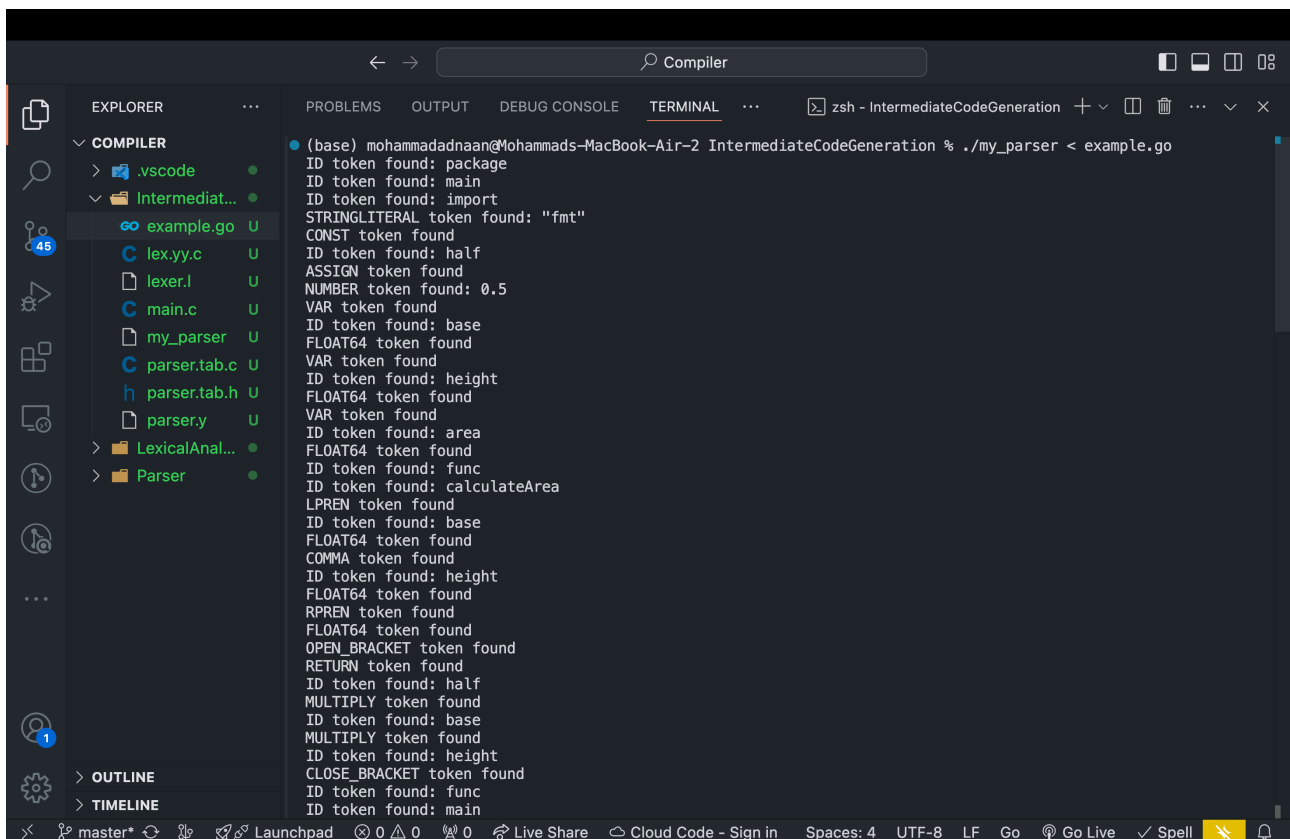 Compiler
EXPLORER
PROBLEMS OUTPUT DEBUG CONSOLE TERMINAL ··· zsh - IntermediateCodeGeneration
COMPILER
.vscode
Intermediat...
example.go U
lex.yy.c U
lexer.l U
main.c U
my_parser U
parser.tab.c U
parser.tab.h U
parser.y U
LexicalAnal...
Parser
OUTLINE
TIMELINE
45
1
(base) mohammadadnaan@Mohammads-MacBook-Air-2 IntermediateCodeGeneration % ./my_parser < example.go
ID token found: package
ID token found: main
ID token found: import
STRINGLITERAL token found: "fmt"
CONST token found
ID token found: half
ASSIGN token found
NUMBER token found: 0.5
VAR token found
ID token found: base
FLOAT64 token found
VAR token found
ID token found: height
FLOAT64 token found
VAR token found
ID token found: area
FLOAT64 token found
ID token found: func
ID token found: calculateArea
LPREN token found
ID token found: base
FLOAT64 token found
COMMA token found
ID token found: height
FLOAT64 token found
RPREN token found
FLOAT64 token found
OPEN_BRACKET token found
RETURN token found
ID token found: half
MULTIPLY token found
ID token found: base
MULTIPLY token found
ID token found: height
CLOSE_BRACKET token found
ID token found: func
ID token found: main
master* Launchpad 0 0 0 Live Share Cloud Code - Sign in Spaces: 4 UTF-8 LF Go Go Live Spell